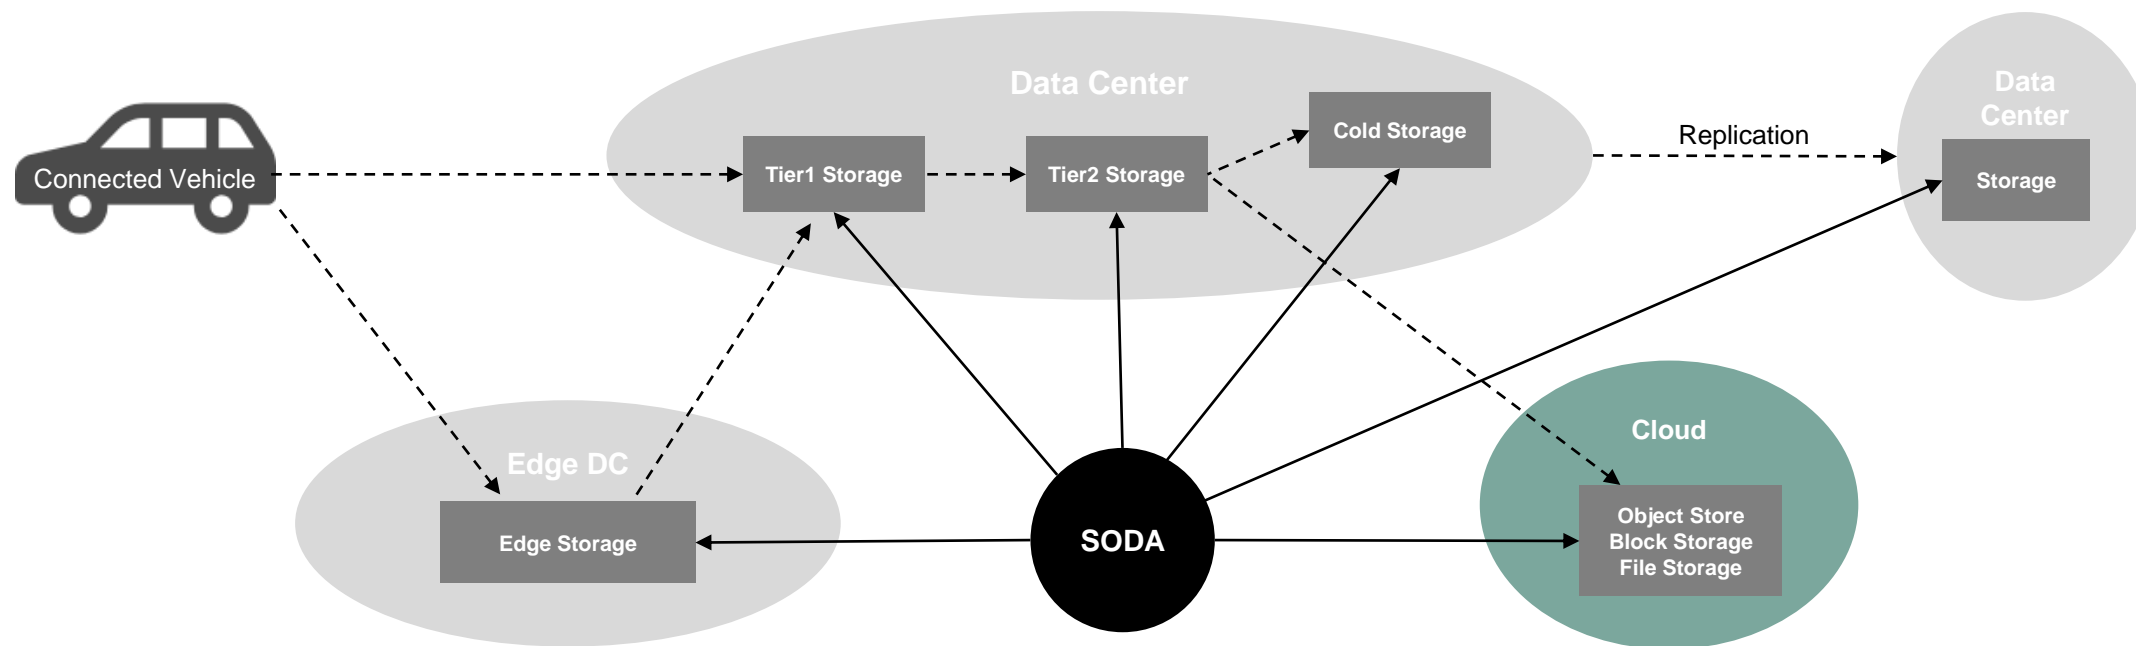 Data Center
Data
Center
Cold Storage
Replication
Connected Vehicle
Tier1 Storage
Tier2 Storage
Storage
Cloud
Edge DC
Edge Storage
SODA
Object Store
Block Storage
File Storage